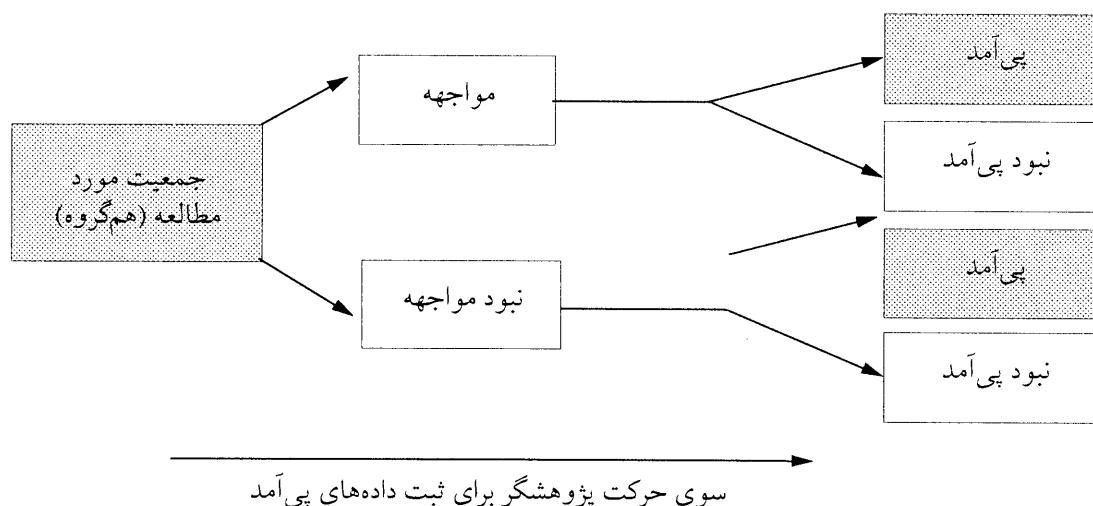 پی‌آمد
مواجهه
نبود پی‌آمد
جمعیت مورد
مطالعه (هم‌گروه)
پی‌آمد
نبود مواجهه
نبود پی‌آمد
سوی حرکت پژوهشگر برای ثبت داده‌های پی‌آمد